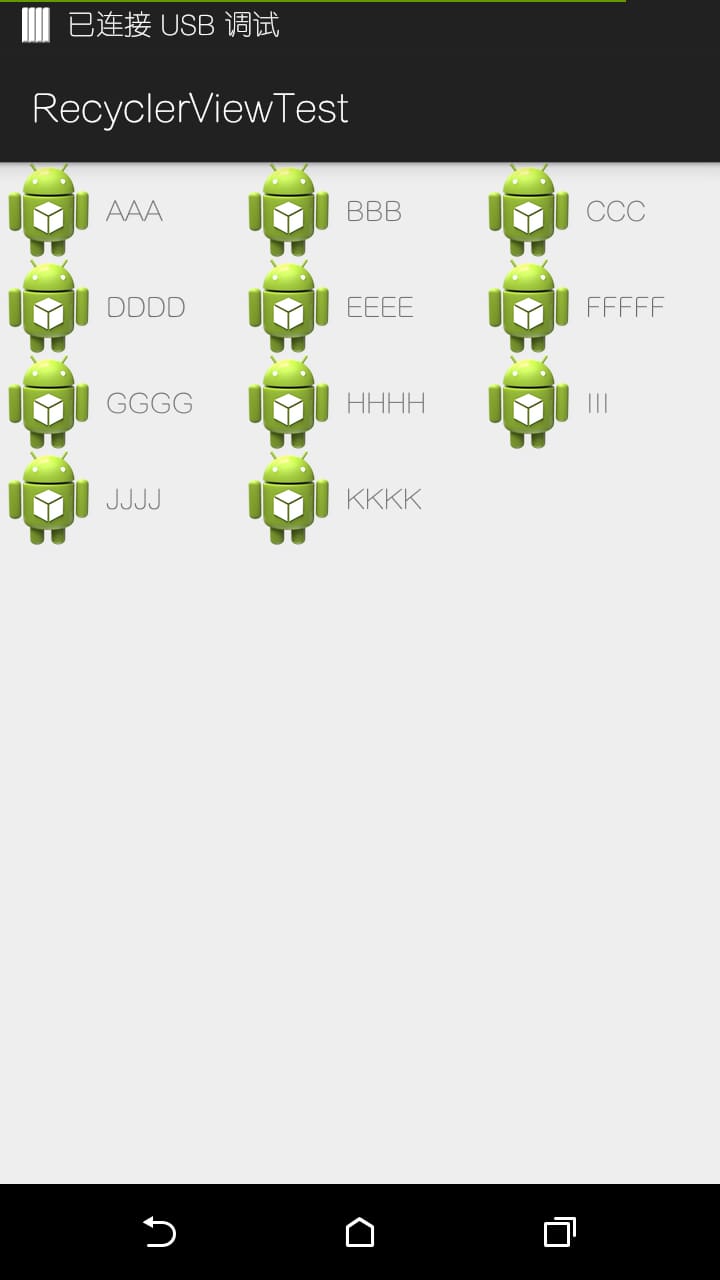 已连接 USB 调试
RecyclerViewTest
AAA BBB CCC
DDDD EEEE FFFFF
GGGG HHHH III
JJJJ KKKK